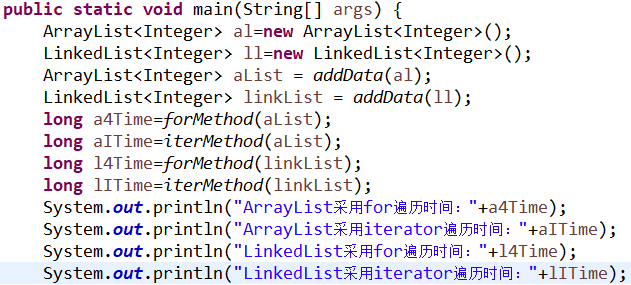 public static void main(String[] args) {
ArrayList<Integer> al=new ArrayList<Integer>();
LinkedList<Integer> ll=new LinkedList<Integer>();
ArrayList<Integer> aList = addData(al);
LinkedList<Integer> linkList = addData(ll);
long a4Time=forMethod(aList);
long aITime=iterMethod(aList);
long l4Time=forMethod(linkList);
long lITime=iterMethod(linkList);
System.out.println("ArrayList采用for遍历时间："+a4Time);
System.out.println("ArrayList采用iterator遍历时间："+aITime);
System.out.println("LinkedList采用for遍历时间："+l4Time);
System.out.println("LinkedList采用iterator遍历时间："+lITime);